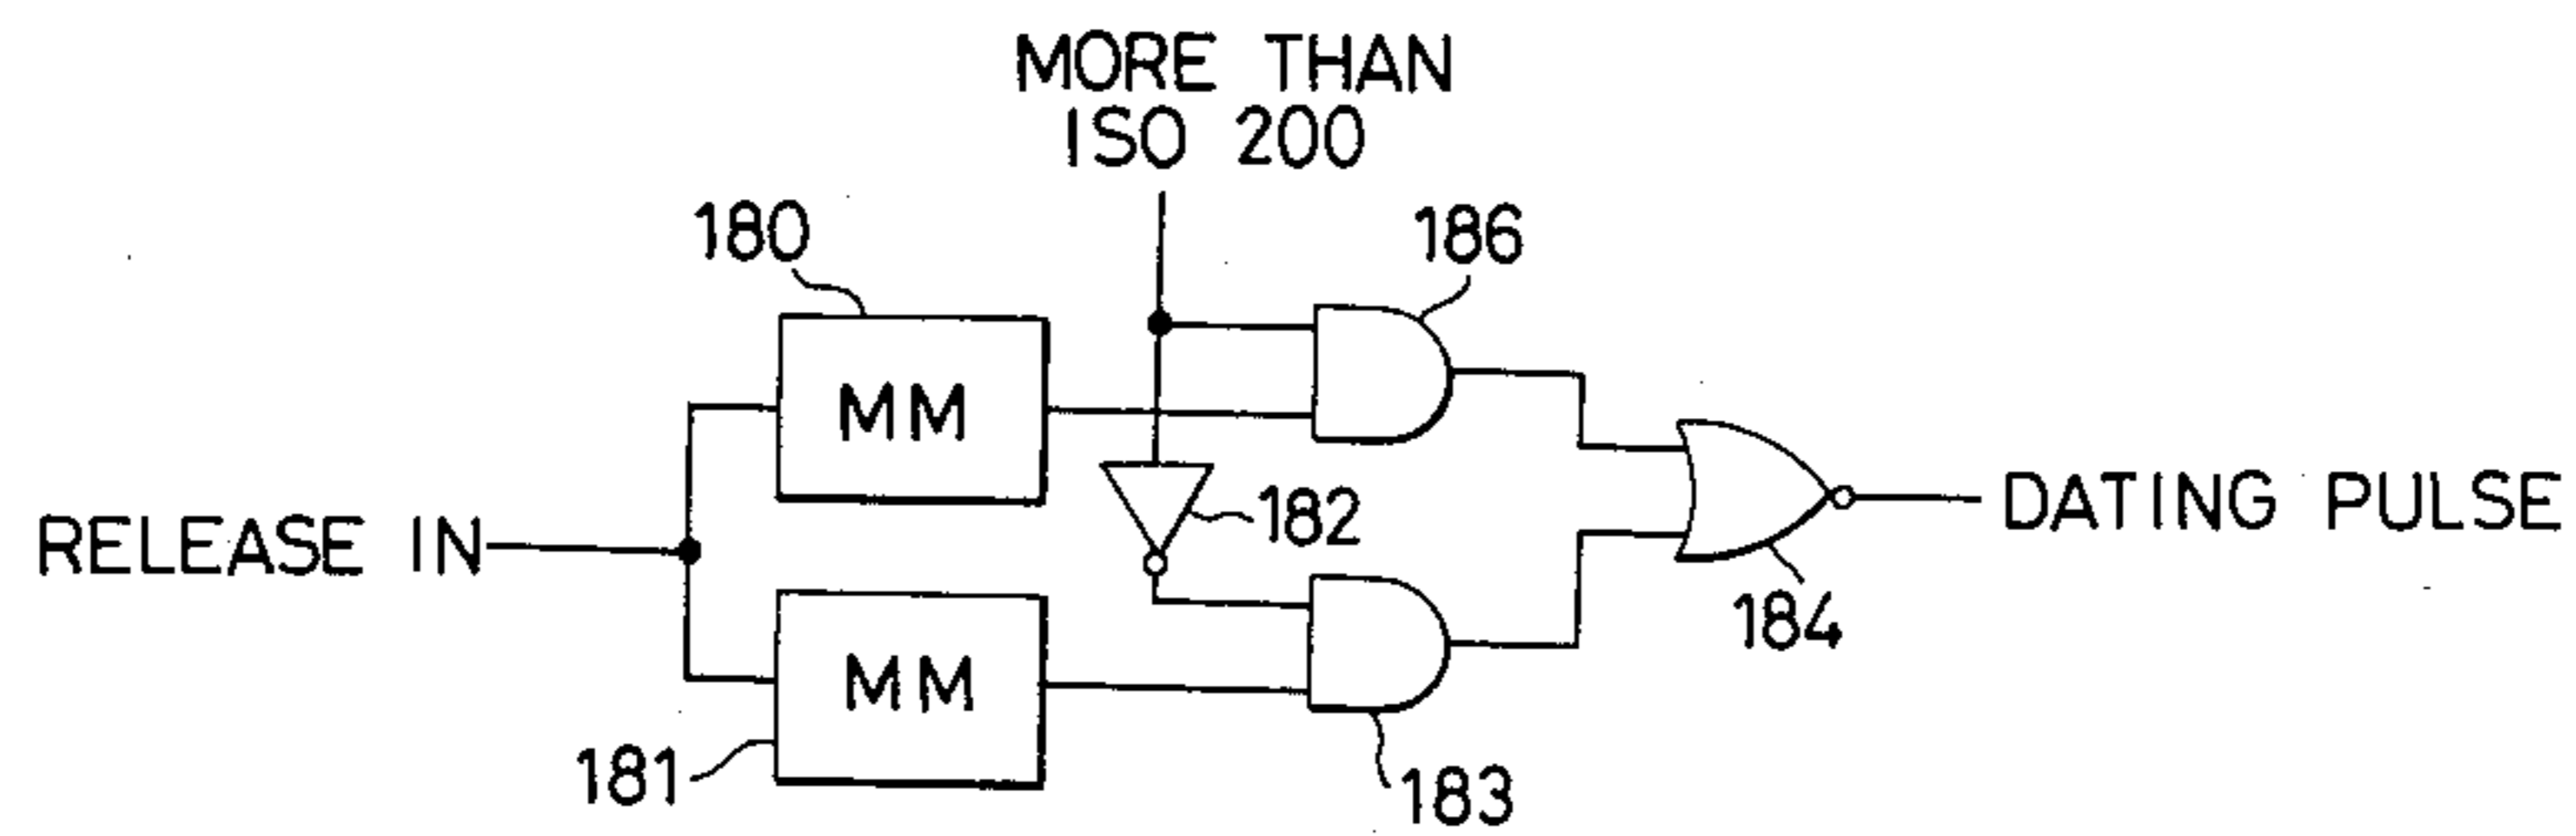 MORE THAN
ISO 200
180
186
MM
182
RELEASE IN
DATING PULSE
184
MM
181
183